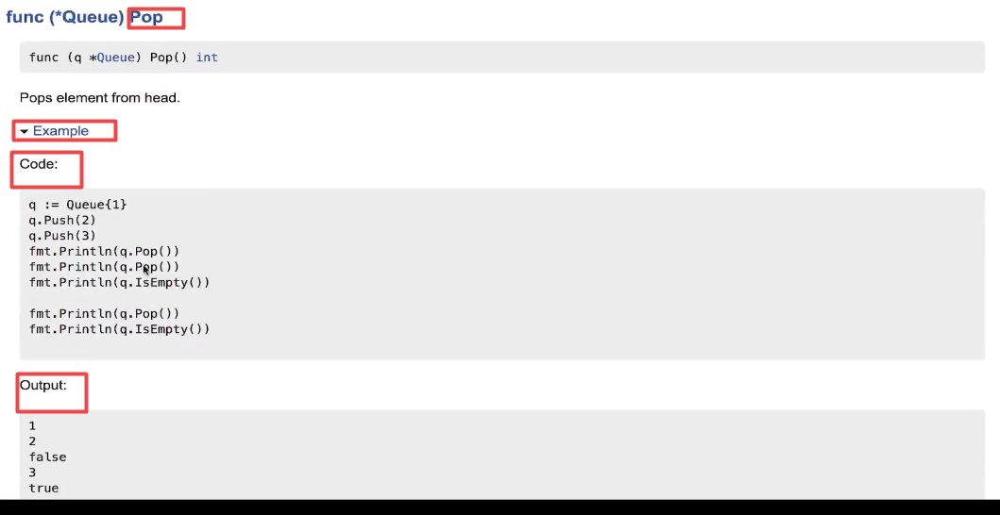 func (*Queue) Pop
func (q *Queue) Pop() int
Pops element from head.
Example
Code:
q := Queue{1}
q.Push(2)
q.Push(3)
fmt.Println(q.Pop())
fmt.Println(q.Pop())
fmt.Println(q.IsEmpty())
fmt.Println(q.Pop())
fmt.Println(q.IsEmpty())
Output:
1
2
false
3
true